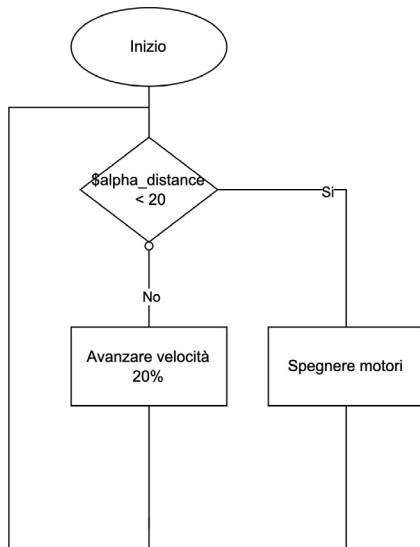 Inizio
$alpha_distance
< 20
Si
No
Avanzare velocità
20%
Spegnere motori